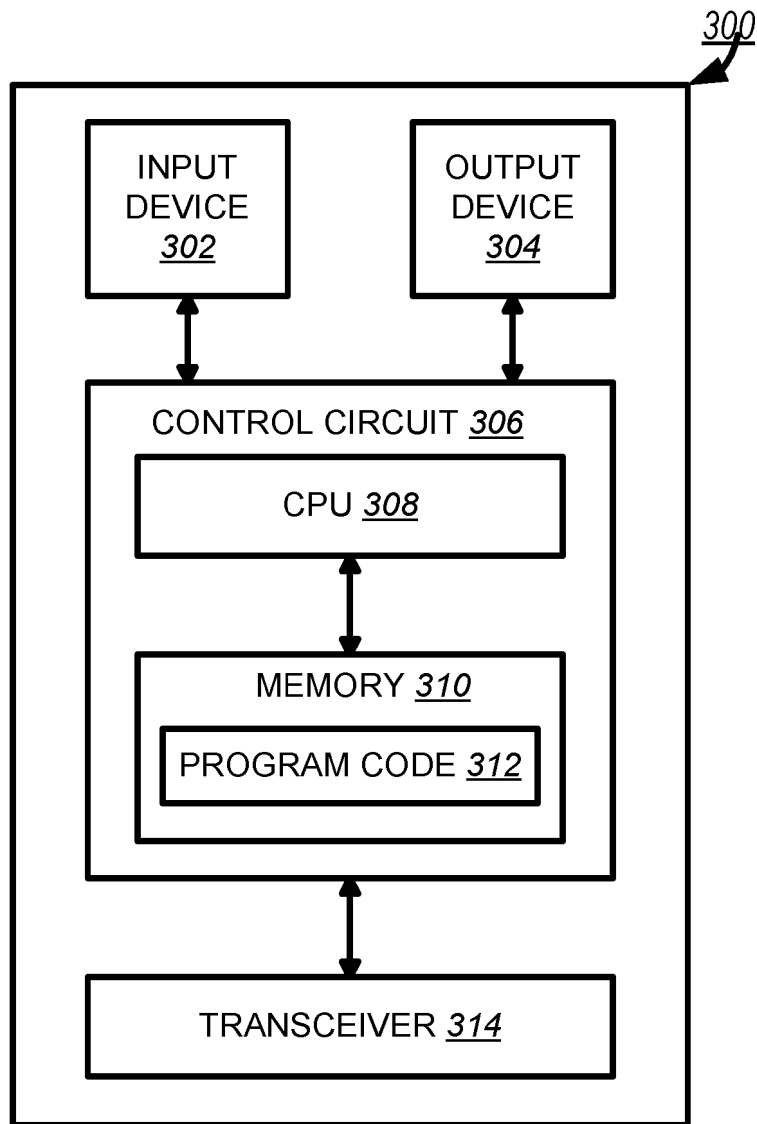 300
INPUT
DEVICE
302
OUTPUT
DEVICE
304
CONTROL CIRCUIT 306
CPU 308
MEMORY 310
PROGRAM CODE 312
TRANSCEIVER 314